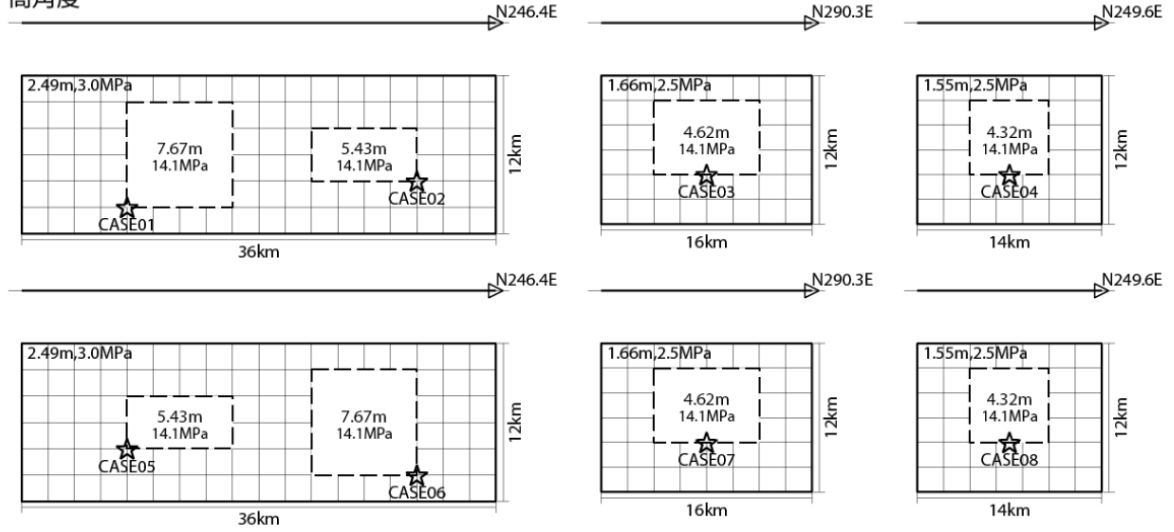 高角度
N246.4E
N290.3E
N249.6E
2.49m,3.0MPa
1.66m,2.5MPa
1.55m,2.5MPa
7.67m
14.1MPa
5.43m
14.1MPa
4.62m
14.1MPa
4.32m
14.1MPa
12km
12km
12km
CASE01
CASE02
CASE03
CASE04
36km
16km
14km
N246.4E
N290.3E
N249.6E
2.49m,3.0MPa
1.66m,2.5MPa
1.55m,2.5MPa
5.43m
14.1MPa
7.67m
14.1MPa
4.62m
14.1MPa
4.32m
14.1MPa
12km
12km
12km
CASE05
CASE06
CASE07
CASE08
36km
16km
14km